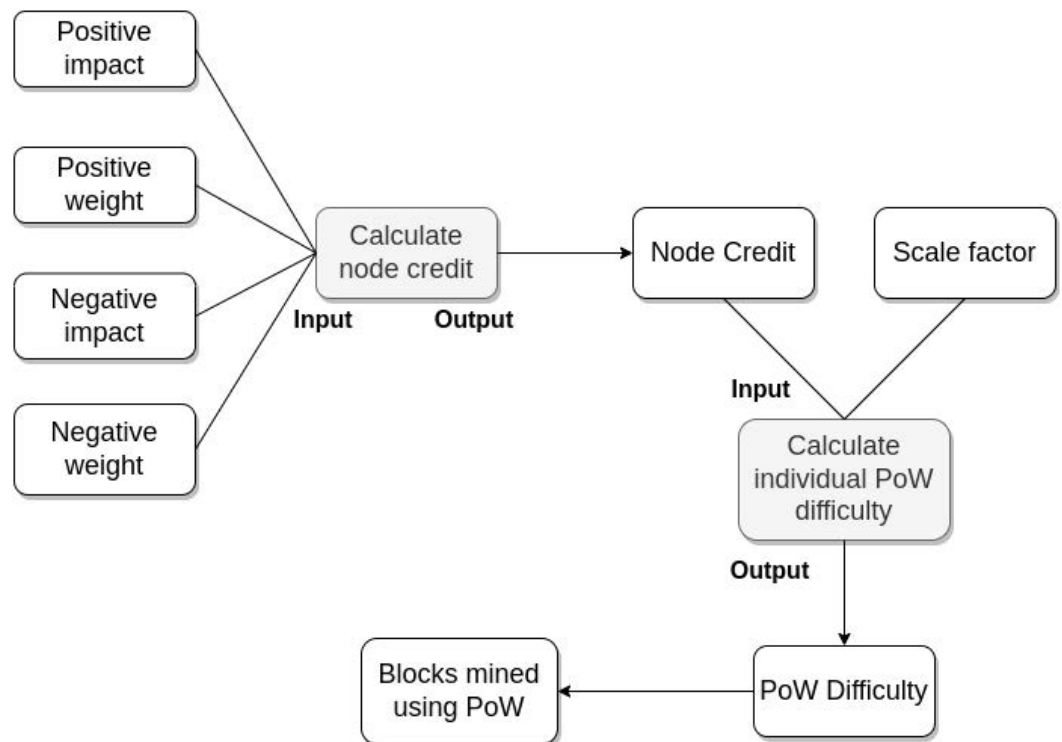 Positive
impact
Positive
weight
Negative
impact
Negative
weight
Calculate
node credit
Input
Output
Node Credit
Scale factor
Input
Calculate
individual PoW
difficulty
Output
PoW Difficulty
Blocks mined
using PoW